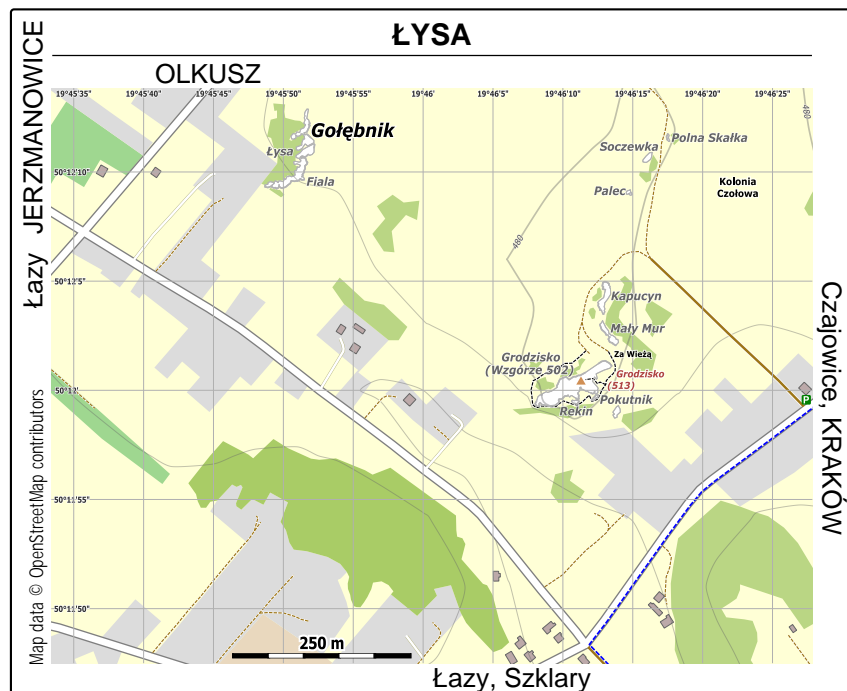 ŁYSA
OLKUSZ
Łazy JERZMANOWICE
19°45'35" 19°45'40" 19°45'45" 19°45'50" 19°45'55" 19°46' 19°46'5" 19°46'10" 19°46'15" 19°46'20" 19°46'25"
480
480
Gołębnik
Łysa
Fiala
Soczewka
Polna Skałka
Palec
Kolonia
Czołowa
50°12'10"
50°12'5"
480
Kapucyn
Mały Mur
Za Wieżą
Grodzisko
(Wzgórze 502)
Grodzisko
(513)
Pokutnik
Rekin
50°12'
P
50°11'55"
50°11'50"
250 m
Czajowice, KRAKÓW
Map data © OpenStreetMap contributors
Łazy, Szklary